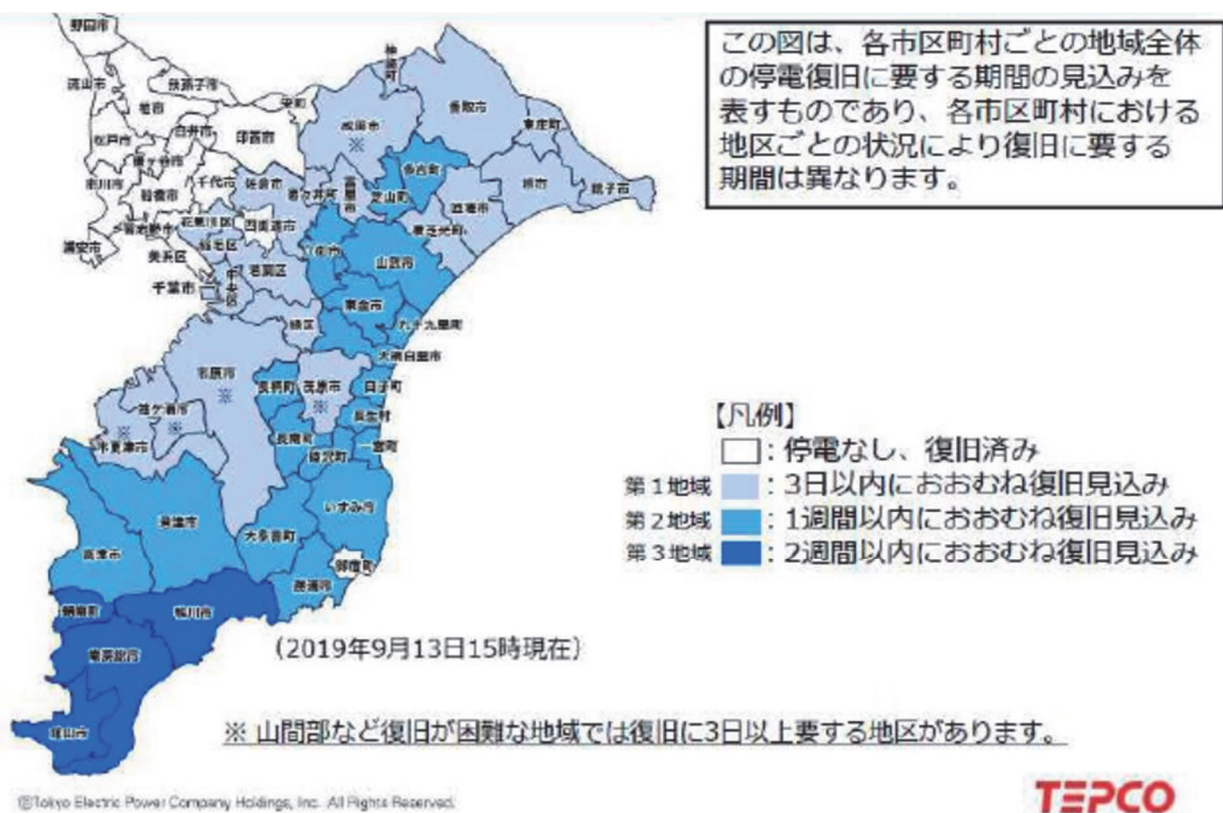 野田市
流山市
我孫子市
柏市
松戸市
白井市
印西市
栄町
神崎町
成田市
※
香取市
東庄町
鎌ケ谷市
市川市
船橋市
八千代市
佐倉市
酒々井町
富里市
多古町
芝山町
匝瑳市
旭市
銚子市
浦安市
習志野市
花見川区
四街道市
横芝光町
美浜区
稲毛区
若葉区
八街市
山武市
千葉市
中央区
東金市
九十九里町
緑区
大網白里市
市原市
※
長柄町
茂原市
※
白子町
袖ケ浦市
※
木更津市
※
長生村
長南町
睦沢町
一宮町
君津市
富津市
大多喜町
いすみ市
御宿町
勝浦市
鋸南町
鴨川市
南房総市
館山市
この図は、各市区町村ごとの地域全体
の停電復旧に要する期間の見込みを
表すものであり、各市区町村における
地区ごとの状況により復旧に要する
期間は異なります。
【凡例】
:停電なし、復旧済み
第1地域 :3日以内におおむね復旧見込み
第2地域 :1週間以内におおむね復旧見込み
第3地域 :2週間以内におおむね復旧見込み
(2019年9月13日15時現在)
※ 山間部など復旧が困難な地域では復旧に3日以上要する地区があります。
©Tokyo Electric Power Company Holdings, Inc. All Rights Reserved.
TEPCO